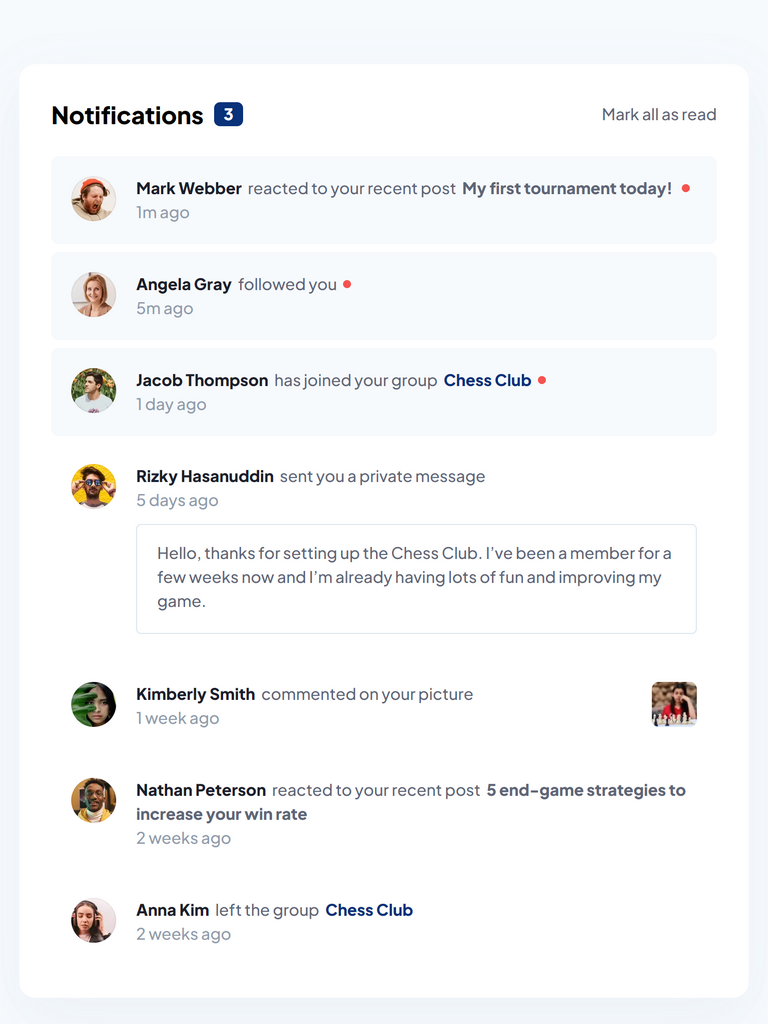 Notifications 3 Mark all as read
Mark Webber reacted to your recent post My first tournament today!
1m ago
Angela Gray followed you
5m ago
Jacob Thompson has joined your group Chess Club
1 day ago
Rizky Hasanuddin sent you a private message
5 days ago
Hello, thanks for setting up the Chess Club. I’ve been a member for a
few weeks now and I’m already having lots of fun and improving my
game.
Kimberly Smith commented on your picture
1 week ago
Nathan Peterson reacted to your recent post 5 end-game strategies to
increase your win rate
2 weeks ago
Anna Kim left the group Chess Club
2 weeks ago